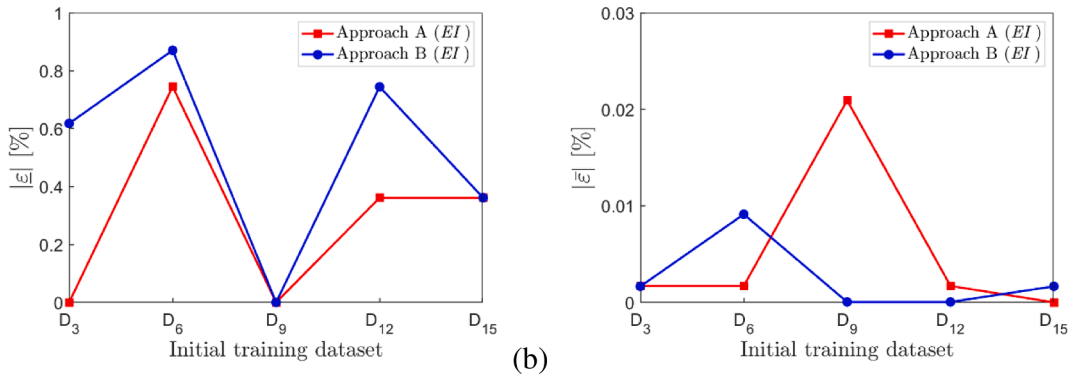 1
0.8
0.6
0.4
0.2
0
|ε̲| [%]
Approach A (EI)
Approach B (EI)
D₃
D₆
D₉
D₁₂
D₁₅
Initial training dataset
(b)
0.03
0.02
0.01
0
|ε̄| [%]
Approach A (EI)
Approach B (EI)
D₃
D₆
D₉
D₁₂
D₁₅
Initial training dataset